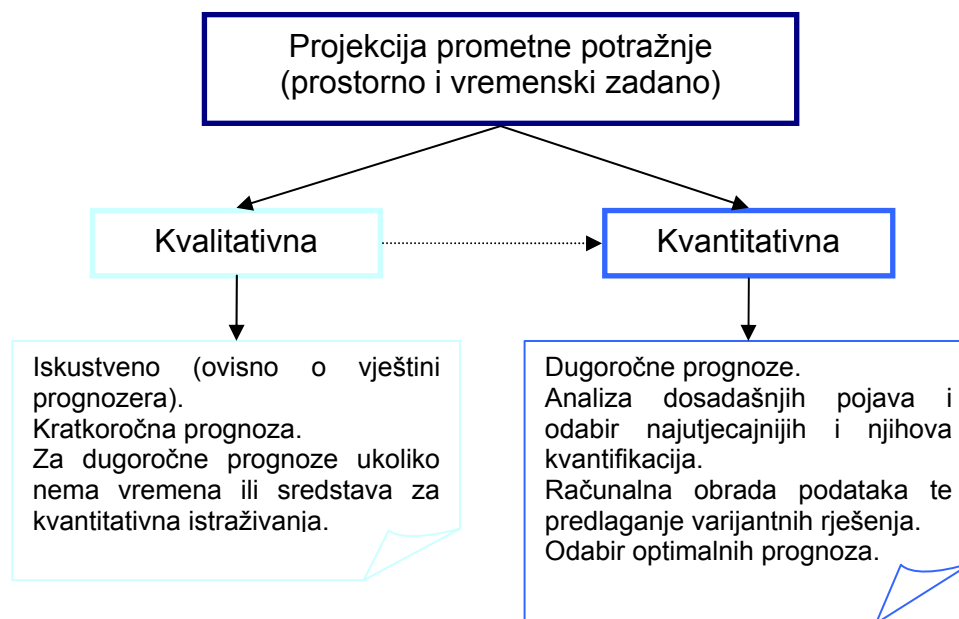 Projekcija prometne potražnje
(prostorno i vremenski zadano)
Kvalitativna
Kvantitativna
Iskustveno (ovisno o vještini
prognozera).
Kratkoročna prognoza.
Za dugoročne prognoze ukoliko
nema vremena ili sredstava za
kvantitativna istraživanja.
Dugoročne prognoze.
Analiza dosadašnjih pojava i
odabir najutjecajnijih i njihova
kvantifikacija.
Računalna obrada podataka te
predlaganje varijantnih rješenja.
Odabir optimalnih prognoza.